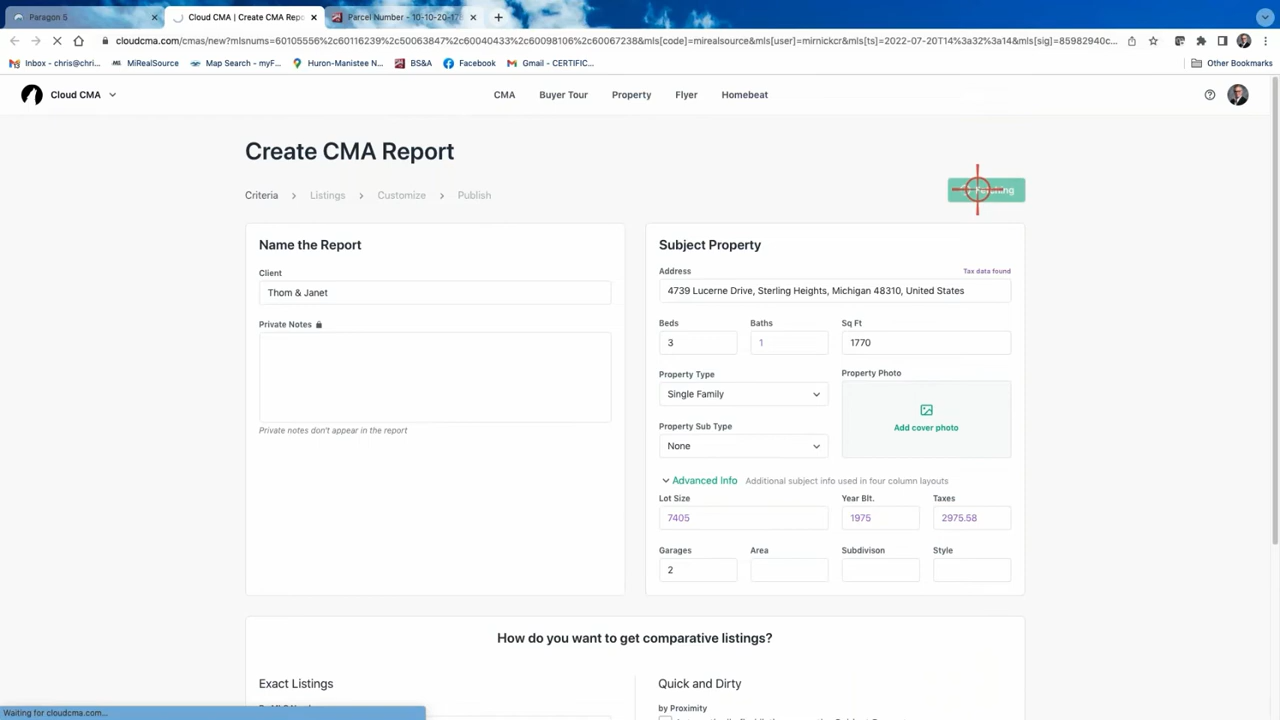 Paragon 5
Cloud CMA | Create CMA Repo
Parcel Number - 10-10-20-17
cloudcma.com/cmas/new?mlsnums=60105556%2c60116239%2c50063847%2c60040433%2c60098106%2c60067238&mls[code]=mirealsource&mls[user]=mirnickcr&mls[ts]=2022-07-20T14%3a32%3a14&mls[sig]=85982940c...
Inbox - chris@chri...
MiRealSource
Map Search - myF...
Huron-Manistee N...
BS&A
Facebook
Gmail - CERTIFIC...
Other Bookmarks
Cloud CMA
CMA
Buyer Tour
Property
Flyer
Homebeat
Create CMA Report
Criteria > Listings > Customize > Publish
Name the Report
Client
Thom & Janet
Private Notes
Private notes don't appear in the report
Subject Property
Address
Tax data found
4739 Lucerne Drive, Sterling Heights, Michigan 48310, United States
Beds
Baths
Sq Ft
3
1
1770
Property Type
Property Photo
Single Family
Add cover photo
Property Sub Type
None
Advanced Info
Additional subject info used in four column layouts
Lot Size
Year Blt.
Taxes
7405
1975
2975.58
Garages
Area
Subdivison
Style
2
How do you want to get comparative listings?
Exact Listings
Quick and Dirty
by Proximity
Waiting for cloudcma.com...